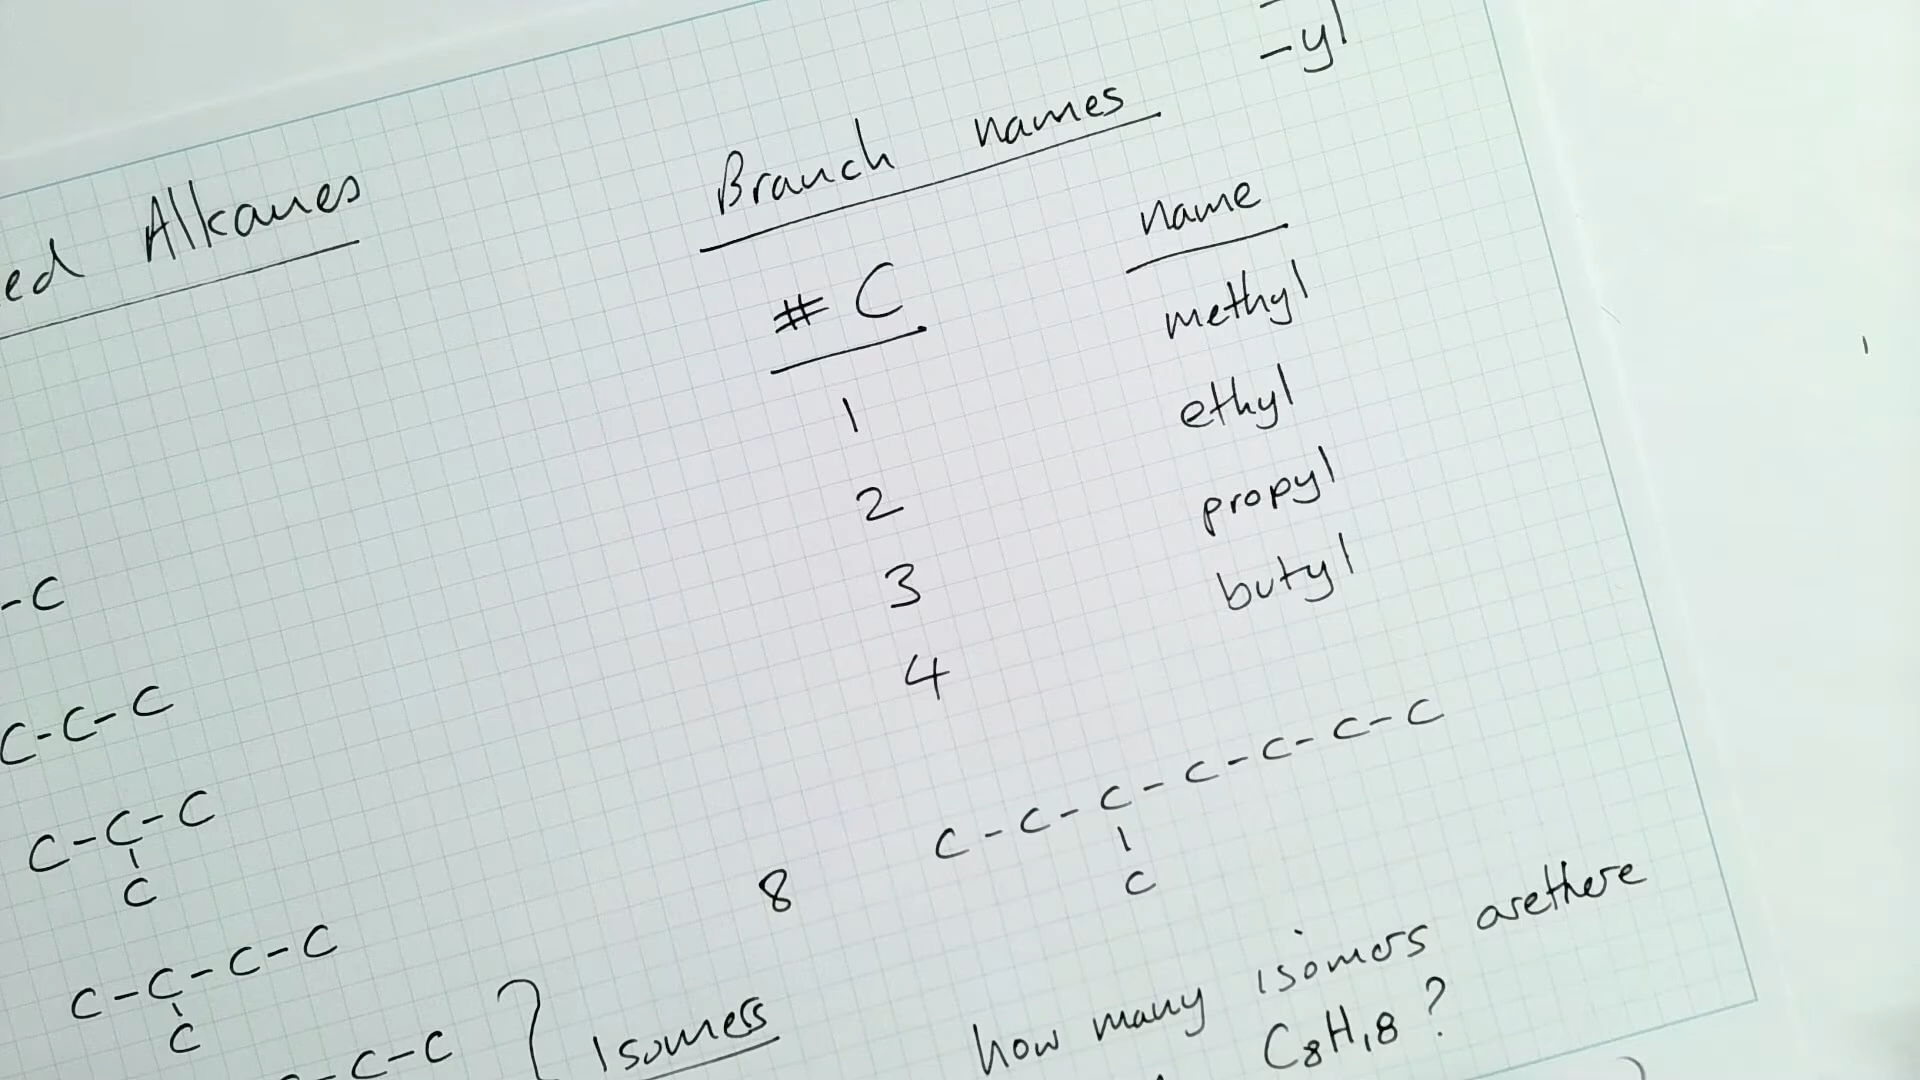 -yl
ed Alkanes
Branch names
# C
name
1
methyl
2
ethyl
3
propyl
4
butyl
-C
C-C-C
C-C-C
C
C-C-C-C
C
C-C
Isomers
8
C-C-C-C-C-C-C
C
how many isomers arethere
C₈H₁₈?